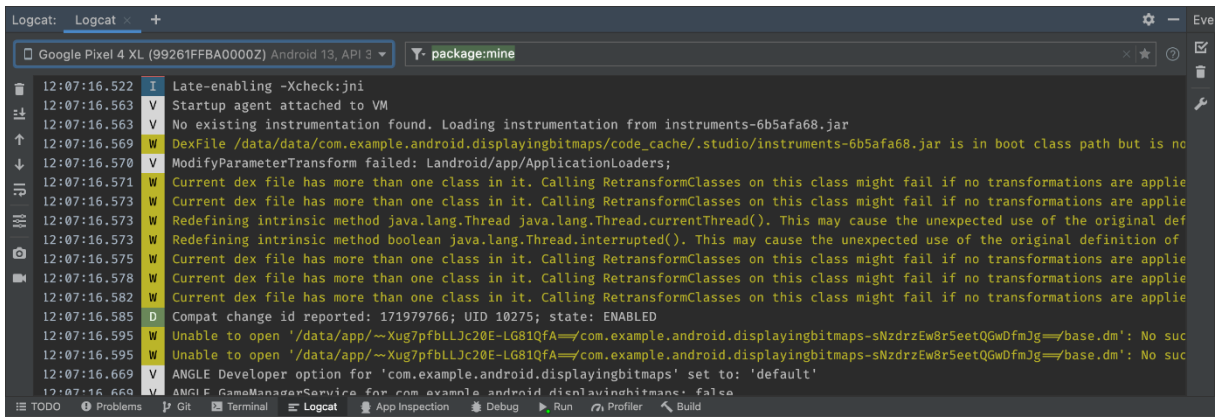 Logcat: Logcat × + — Eve
Google Pixel 4 XL (99261FFBA0000Z) Android 13, API 3 package:mine
12:07:16.522 I Late-enabling -Xcheck:jni
12:07:16.563 V Startup agent attached to VM
12:07:16.563 V No existing instrumentation found. Loading instrumentation from instruments-6b5afa68.jar
12:07:16.569 W DexFile /data/data/com.example.android.displayingbitmaps/code_cache/.studio/instruments-6b5afa68.jar is in boot class path but is no
12:07:16.570 V ModifyParameterTransform failed: Landroid/app/ApplicationLoaders;
12:07:16.571 W Current dex file has more than one class in it. Calling RetransformClasses on this class might fail if no transformations are applie
12:07:16.573 W Current dex file has more than one class in it. Calling RetransformClasses on this class might fail if no transformations are applie
12:07:16.573 W Redefining intrinsic method java.lang.Thread java.lang.Thread.currentThread(). This may cause the unexpected use of the original def
12:07:16.573 W Redefining intrinsic method boolean java.lang.Thread.interrupted(). This may cause the unexpected use of the original definition of
12:07:16.575 W Current dex file has more than one class in it. Calling RetransformClasses on this class might fail if no transformations are applie
12:07:16.578 W Current dex file has more than one class in it. Calling RetransformClasses on this class might fail if no transformations are applie
12:07:16.582 W Current dex file has more than one class in it. Calling RetransformClasses on this class might fail if no transformations are applie
12:07:16.585 D Compat change id reported: 171979766; UID 10275; state: ENABLED
12:07:16.595 W Unable to open '/data/app/~~Xug7pfbLLJc20E-LG81QfA==/com.example.android.displayingbitmaps-sNzdrzEw8r5eetQGwDfmJg==/base.dm': No suc
12:07:16.595 W Unable to open '/data/app/~~Xug7pfbLLJc20E-LG81QfA==/com.example.android.displayingbitmaps-sNzdrzEw8r5eetQGwDfmJg==/base.dm': No suc
12:07:16.669 V ANGLE Developer option for 'com.example.android.displayingbitmaps' set to: 'default'
12:07:16.669 V ANGLE GameManagerService for com.example.android.displayingbitmaps: false
TODO Problems Git Terminal Logcat App Inspection Debug Run Profiler Build